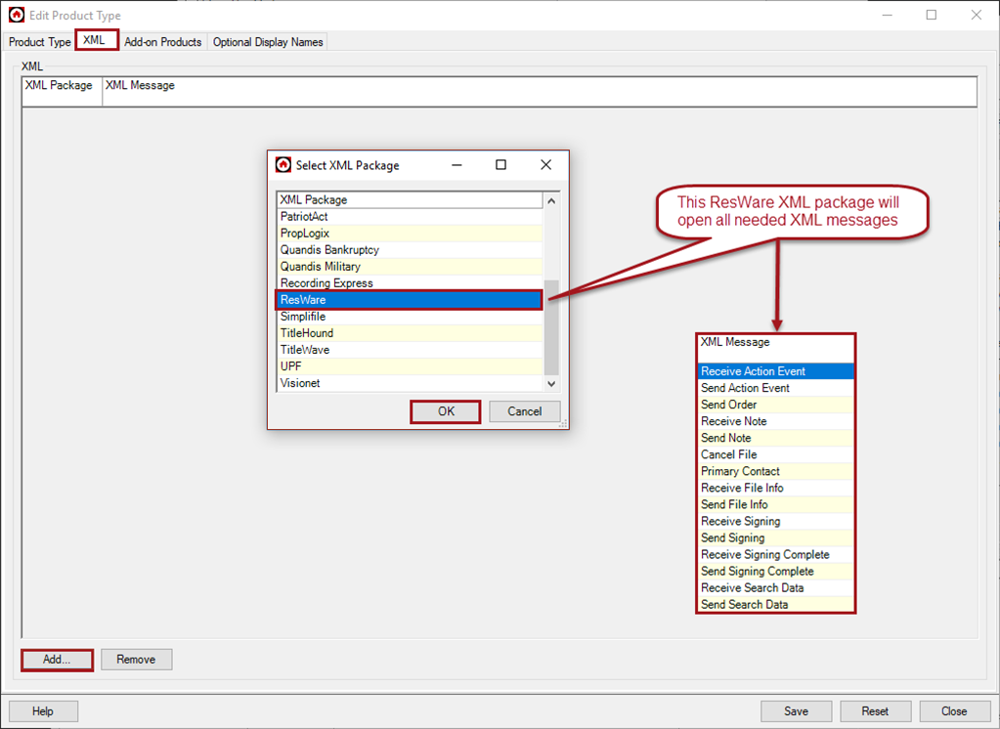 Edit Product Type
Product Type XML Add-on Products Optional Display Names
XML
XML Package XML Message
Select XML Package
XML Package
PatriotAct
PropLogix
Quandis Bankruptcy
Quandis Military
Recording Express
ResWare
Simplifile
TitleHound
TitleWave
UPF
Visionet
OK Cancel
This ResWare XML package will
open all needed XML messages
XML Message
Receive Action Event
Send Action Event
Send Order
Receive Note
Send Note
Cancel File
Primary Contact
Receive File Info
Send File Info
Receive Signing
Send Signing
Receive Signing Complete
Send Signing Complete
Receive Search Data
Send Search Data
Add... Remove
Help Save Reset Close